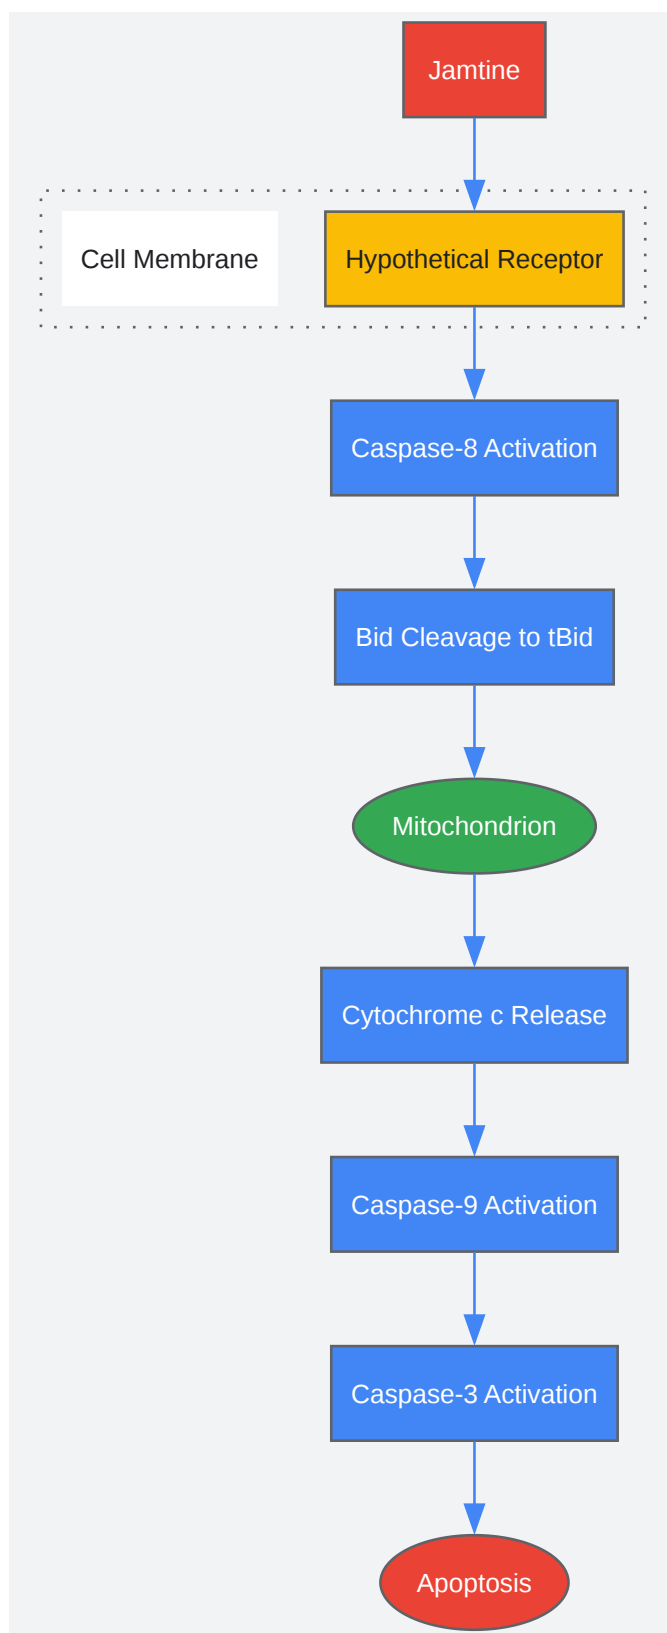 Jamtine
Cell Membrane
Hypothetical Receptor
Caspase-8 Activation
Bid Cleavage to tBid
Mitochondrion
Cytochrome c Release
Caspase-9 Activation
Caspase-3 Activation
Apoptosis